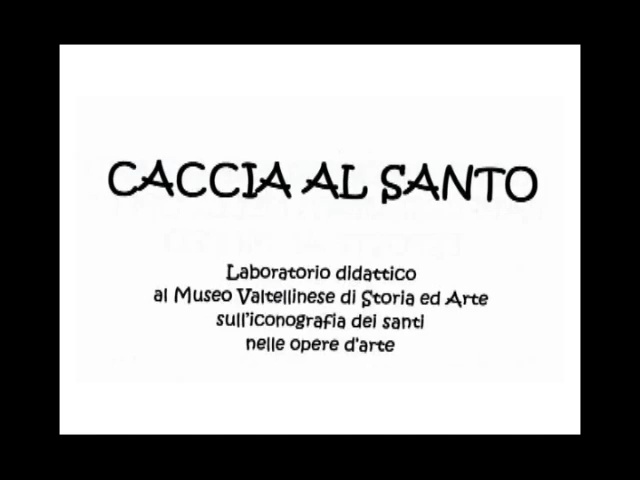 CACCIA AL SANTO
Laboratorio didattico
al Museo Valtellinese di Storia ed Arte
sull'iconografia dei santi
nelle opere d'arte